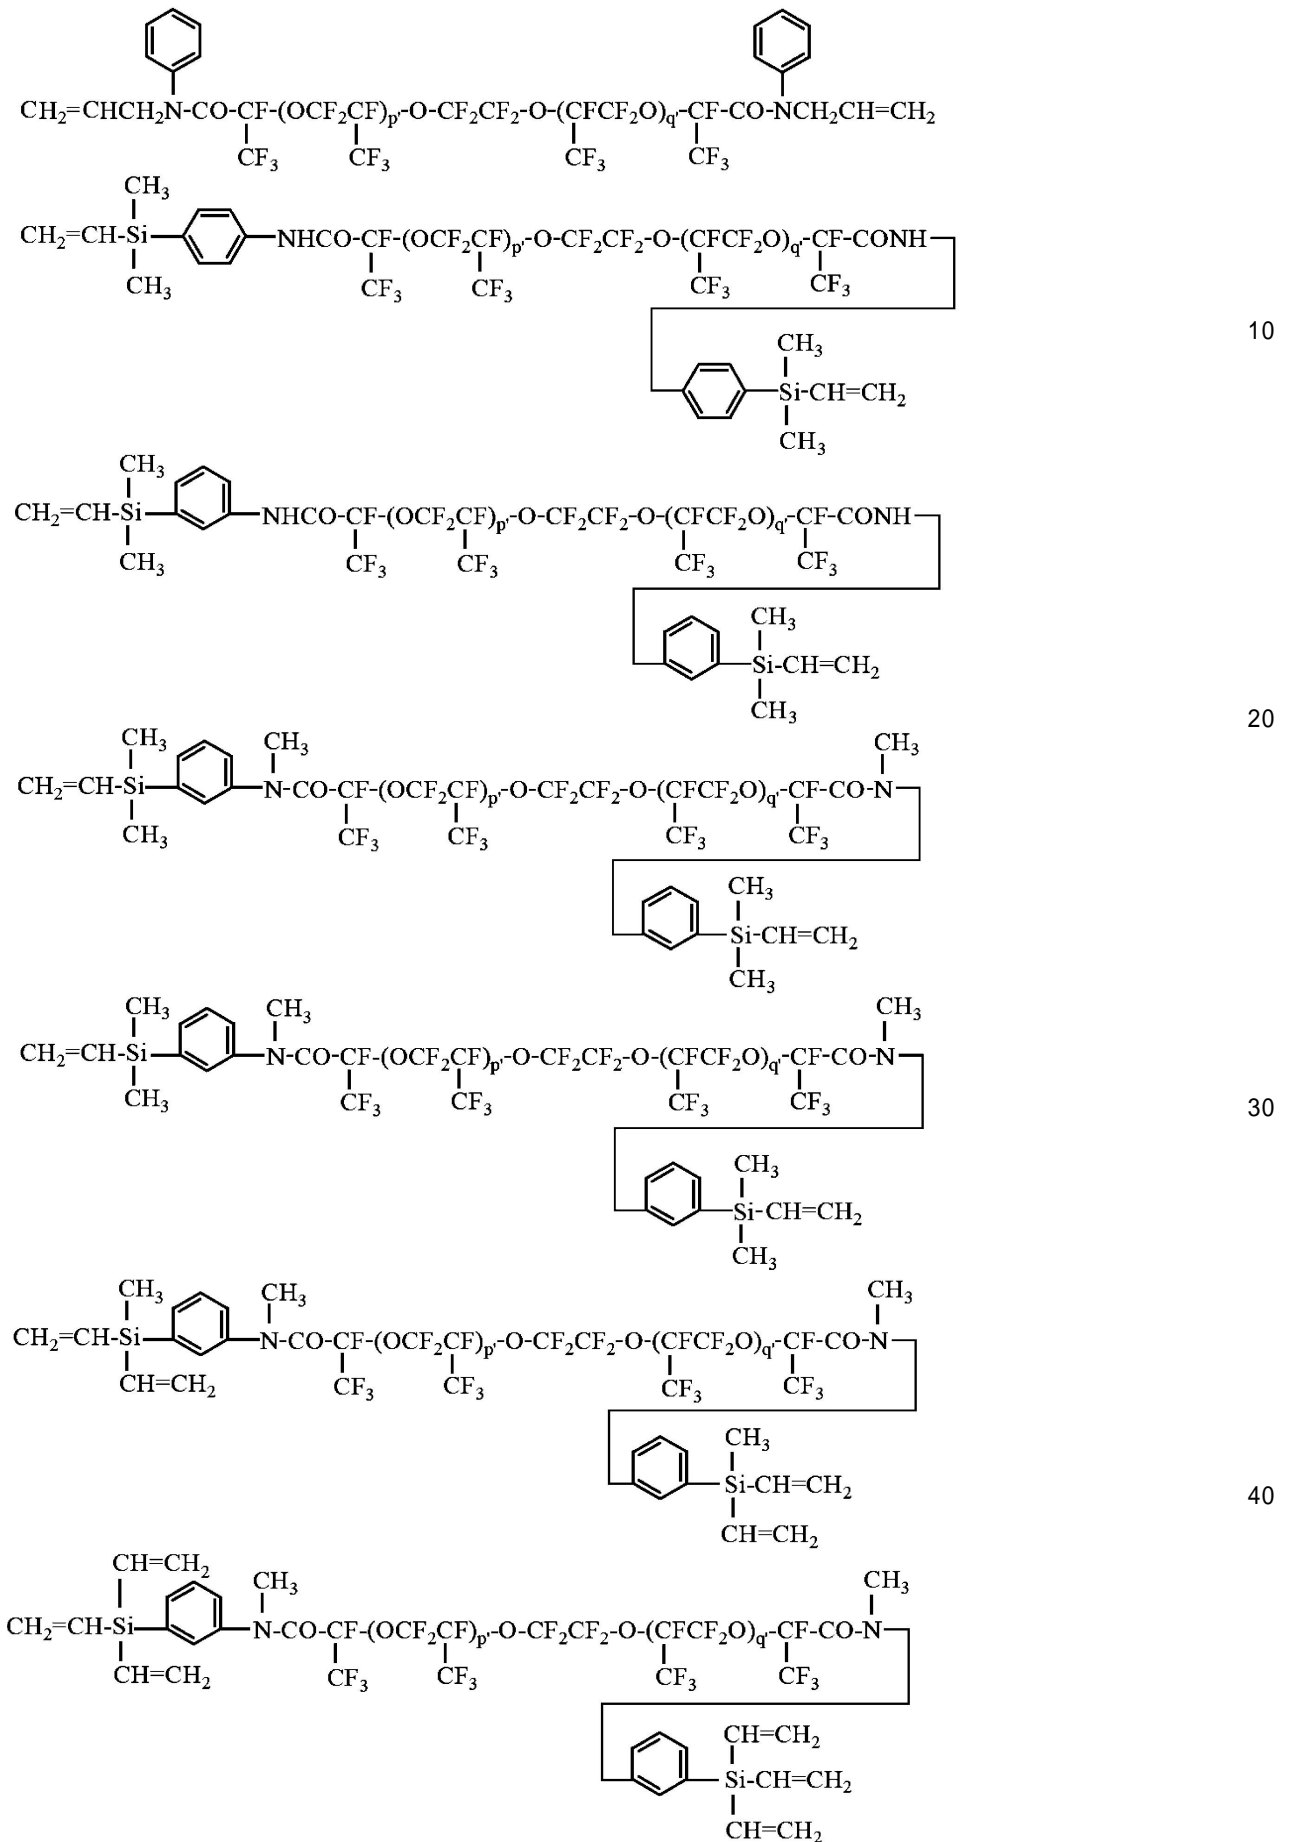 CH2=CHCH2N-CO-CF-(OCF2CF)p'-O-CF2CF2-O-(CFCF2O)q'-CF-CO-NCH2CH=CH2
CF3 CF3 CF3 CF3
CH3
CH2=CH-Si-NHCO-CF-(OCF2CF)p'-O-CF2CF2-O-(CFCF2O)q'-CF-CONH
CH3 CF3 CF3 CF3 CF3
10
CH3
Si-CH=CH2
CH3
CH3
CH2=CH-Si-NHCO-CF-(OCF2CF)p'-O-CF2CF2-O-(CFCF2O)q'-CF-CONH
CH3 CF3 CF3 CF3 CF3
CH3
Si-CH=CH2
CH3
20
CH3 CH3 CH3
CH2=CH-Si-N-CO-CF-(OCF2CF)p'-O-CF2CF2-O-(CFCF2O)q'-CF-CO-N
CH3 CF3 CF3 CF3 CF3
CH3
Si-CH=CH2
CH3
CH3 CH3 CH3
CH2=CH-Si-N-CO-CF-(OCF2CF)p'-O-CF2CF2-O-(CFCF2O)q'-CF-CO-N
CH3 CF3 CF3 CF3 CF3
30
CH3
Si-CH=CH2
CH3
CH3 CH3 CH3
CH2=CH-Si-N-CO-CF-(OCF2CF)p'-O-CF2CF2-O-(CFCF2O)q'-CF-CO-N
CH=CH2 CF3 CF3 CF3 CF3
CH3
Si-CH=CH2
40
CH=CH2
CH=CH2 CH3 CH3
CH2=CH-Si-N-CO-CF-(OCF2CF)p'-O-CF2CF2-O-(CFCF2O)q'-CF-CO-N
CH=CH2 CF3 CF3 CF3 CF3
CH=CH2
Si-CH=CH2
CH=CH2